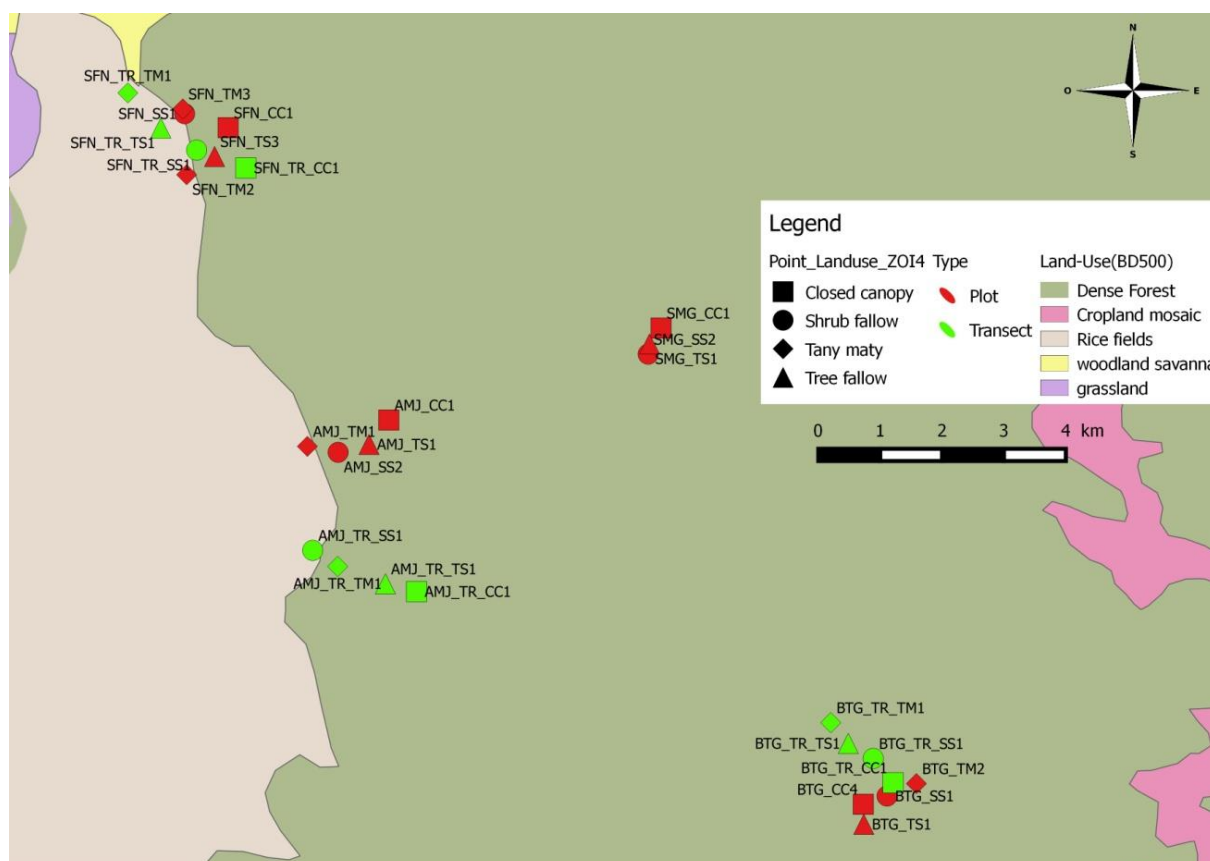 N
O
E
S
SFN_TR_TM1
SFN_TM3
SFN_SS1
SFN_CC1
SFN_TR_TS1
SFN_TS3
SFN_TR_SS1
SFN_TR_CC1
SFN_TM2
Legend
Point_Landuse_ZOI4
Closed canopy
Shrub fallow
Tany maty
Tree fallow
Type
Plot
Transect
Land-Use(BD500)
Dense Forest
Cropland mosaic
Rice fields
woodland savanna
grassland
0 1 2 3 4 km
SMG_CC1
SMG_SS2
SMG_TS1
AMJ_CC1
AMJ_TM1
AMJ_TS1
AMJ_SS2
AMJ_TR_SS1
AMJ_TR_TS1
AMJ_TR_TM1
AMJ_TR_CC1
BTG_TR_TM1
BTG_TR_TS1
BTG_TR_SS1
BTG_TR_CC1
BTG_TM2
BTG_CC4
BTG_SS1
BTG_TS1